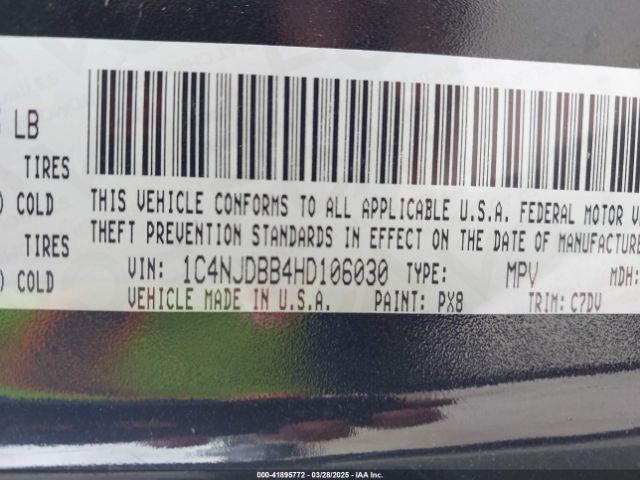 LB
TIRES
) COLD
TIRES
) COLD
THIS VEHICLE CONFORMS TO ALL APPLICABLE U.S.A. FEDERAL MOTOR
THEFT PREVENTION STANDARDS IN EFFECT ON THE DATE OF MANUFACTURE
VIN: 1C4NJDBB4HD106030 TYPE: MPV MDH:
VEHICLE MADE IN U.S.A. PAINT: PX8 TRIM: C7DV
000-41895772 — 03/28/2025 — IAA Inc.